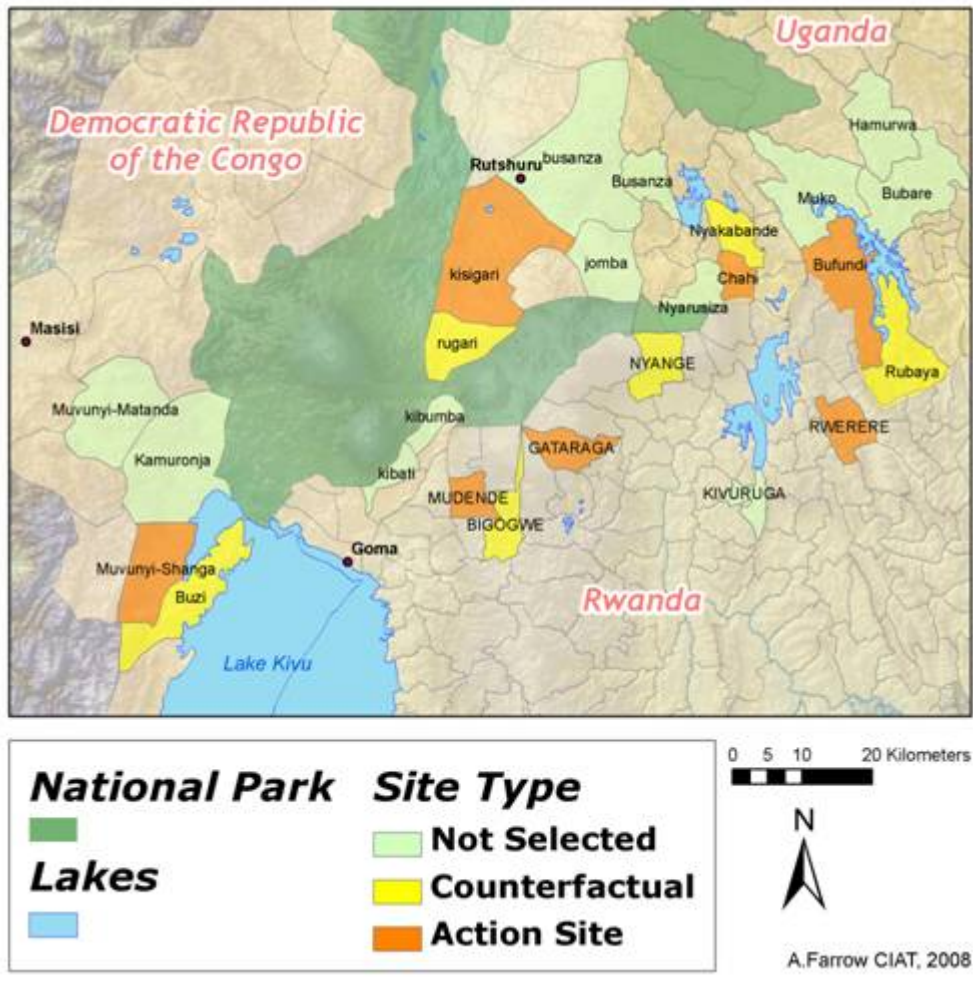 Uganda
Democratic Republic
of the Congo
Hamurwa
Rutshuru
busanza
Busanza
Muko
Bubare
Nyakabande
kisigari
jomba
Chahi
Bufundi
Nyarusiza
Masisi
rugari
NYANGE
Rubaya
Muvunyi-Matanda
kibumba
RWERERE
Kamuronja
GATARAGA
kibati
MUDENDE
KIVURUGA
BIGOGWE
Goma
Muvunyi-Shanga
Buzi
Rwanda
Lake Kivu
National Park
Lakes
Site Type
Not Selected
Counterfactual
Action Site
0 5 10 20 Kilometers
N
A.Farrow CIAT, 2008